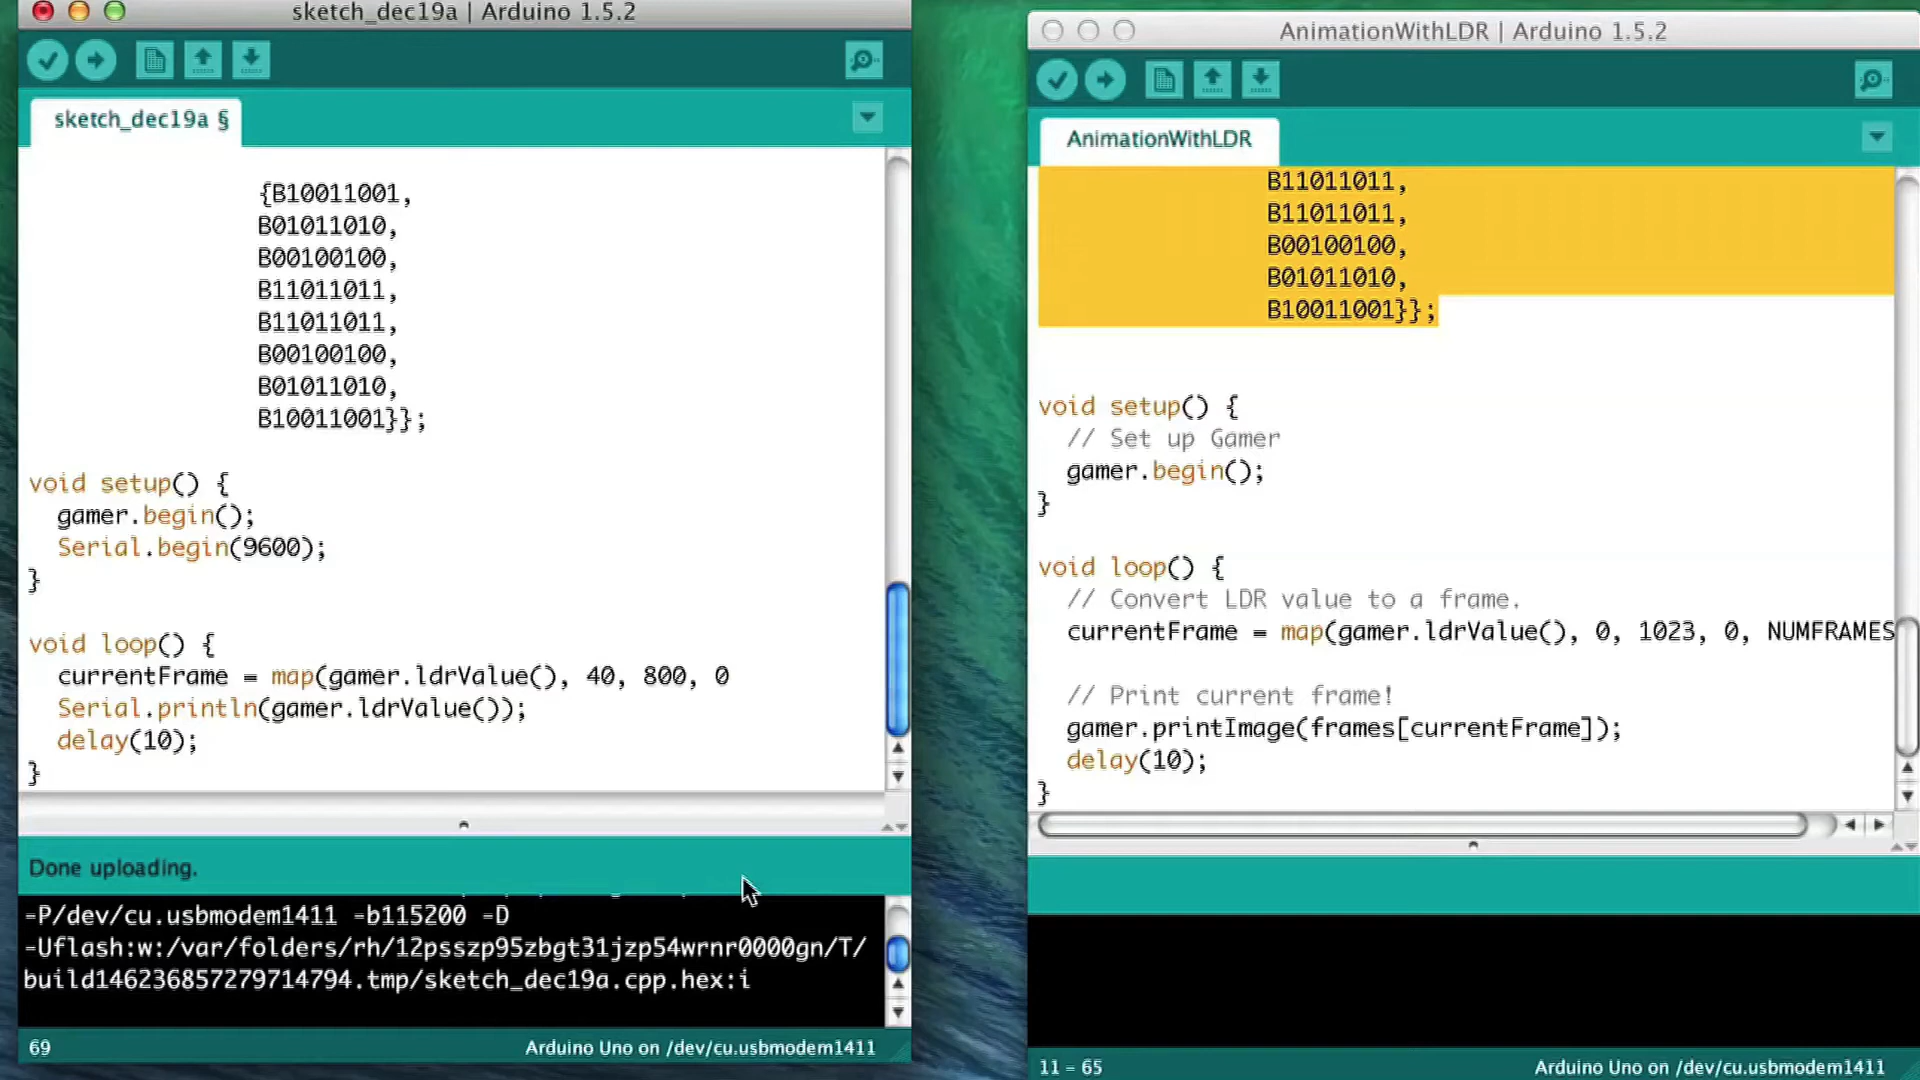 sketch_dec19a | Arduino 1.5.2
sketch_dec19a §
{B10011001,
B01011010,
B00100100,
B11011011,
B11011011,
B00100100,
B01011010,
B10011001}};
void setup() {
gamer.begin();
Serial.begin(9600);
}
void loop() {
currentFrame = map(gamer.ldrValue(), 40, 800, 0
Serial.println(gamer.ldrValue());
delay(10);
}
Done uploading.
-P/dev/cu.usbmodem1411 -b115200 -D
-Uflash:w:/var/folders/rh/12psszp95zbgt31jzp54wrnr0000gn/T/
build146236857279714794.tmp/sketch_dec19a.cpp.hex:i
69
Arduino Uno on /dev/cu.usbmodem1411
AnimationWithLDR | Arduino 1.5.2
AnimationWithLDR
B11011011,
B11011011,
B00100100,
B01011010,
B10011001}};
void setup() {
// Set up Gamer
gamer.begin();
}
void loop() {
// Convert LDR value to a frame.
currentFrame = map(gamer.ldrValue(), 0, 1023, 0, NUMFRAMES
// Print current frame!
gamer.printImage(frames[currentFrame]);
delay(10);
}
11 - 65
Arduino Uno on /dev/cu.usbmodem1411